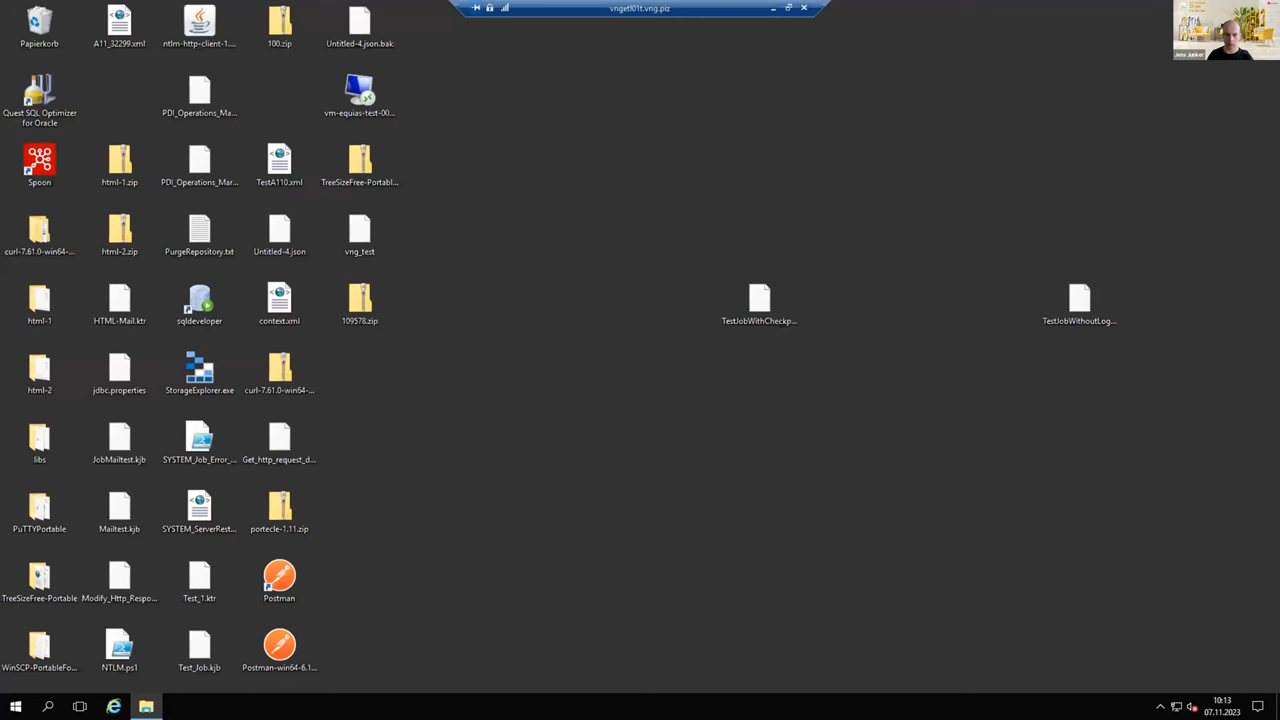 vngetl01t.vng.piz
Jens Junker
Papierkorb
A11_32299.xml
ntlm-http-client-1....
100.zip
Untitled-4.json.bak
Quest SQL Optimizer
for Oracle
PDI_Operations_Ma...
vm-equias-test-00...
Spoon
html-1.zip
PDI_Operations_Mar...
TestA110.xml
TreeSizeFree-Portabl...
curl-7.61.0-win64-...
html-2.zip
PurgeRepository.txt
Untitled-4.json
vng_test
html-1
HTML-Mail.ktr
sqldeveloper
context.xml
109578.zip
TestJobWithCheckp...
TestJobWithoutLog...
html-2
jdbc.properties
StorageExplorer.exe
curl-7.61.0-win64-...
libs
JobMailtest.kjb
SYSTEM_Job_Error_...
Get_http_request_d...
PuTTYPortable
Mailtest.kjb
SYSTEM_ServerRest...
portecle-1.11.zip
TreeSizeFree-Portable
Modify_Http_Respo...
Test_1.ktr
Postman
WinSCP-PortableFo...
NTLM.ps1
Test_Job.kjb
Postman-win64-6.1...
10:13
07.11.2023